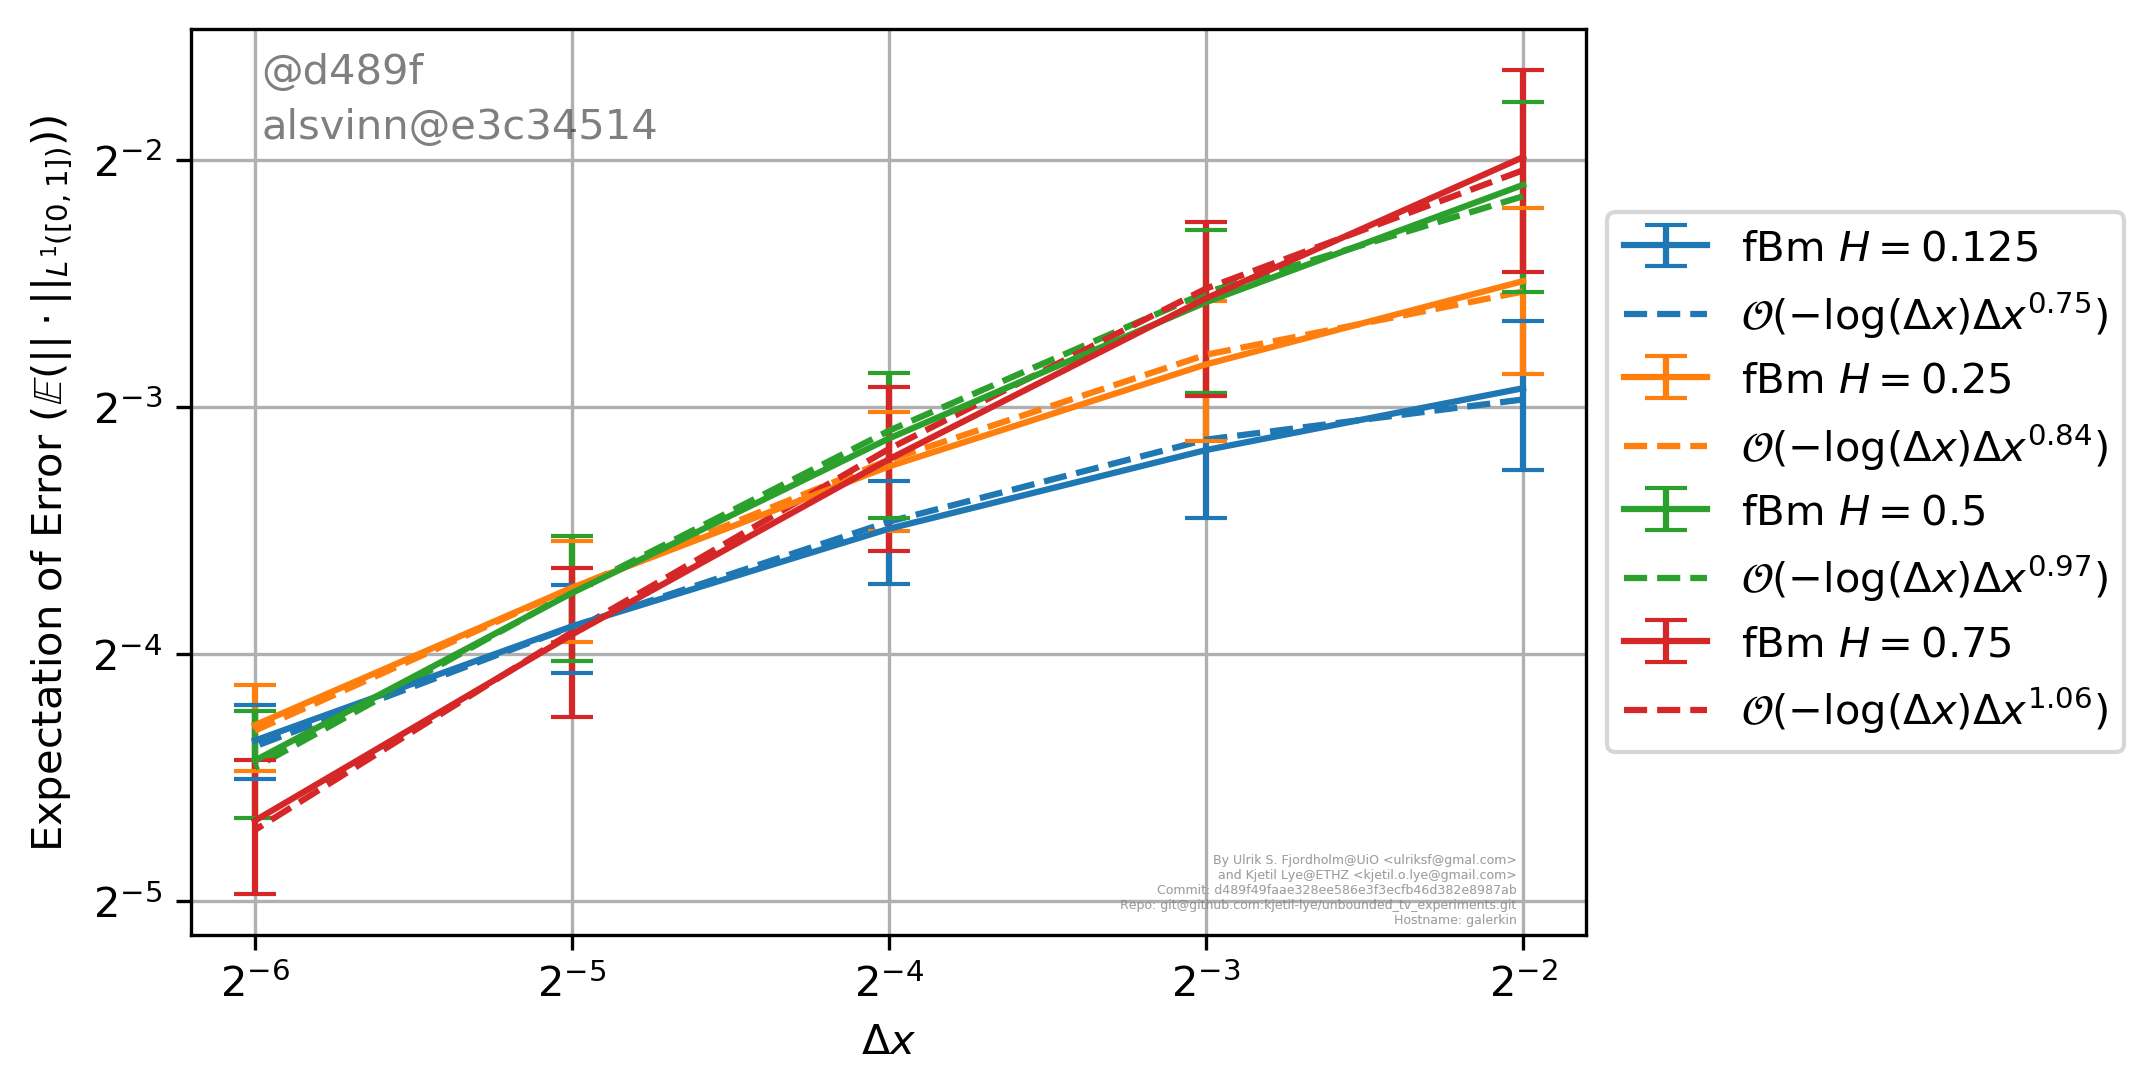 @d489f
alsvinn@e3c34514
Expectation of Error (𝔼(||·||_{L^1([0,1])}))
2^{-2}
2^{-3}
2^{-4}
2^{-5}
2^{-6}
2^{-5}
2^{-4}
2^{-3}
2^{-2}
Δx
fBm H = 0.125
𝒪(−log(Δx)Δx^{0.75})
fBm H = 0.25
𝒪(−log(Δx)Δx^{0.84})
fBm H = 0.5
𝒪(−log(Δx)Δx^{0.97})
fBm H = 0.75
𝒪(−log(Δx)Δx^{1.06})
By Ulrik S. Fjordholm@UiO <ulriksf@gmal.com>
and Kjetil Lye@ETHZ <kjetil.o.lye@gmail.com>
Commit: d489f49faae328ee586e3f3ecfb46d382e8987ab
Repo: git@github.com:kjetil-lye/unbounded_tv_experiments.git
Hostname: galerkin